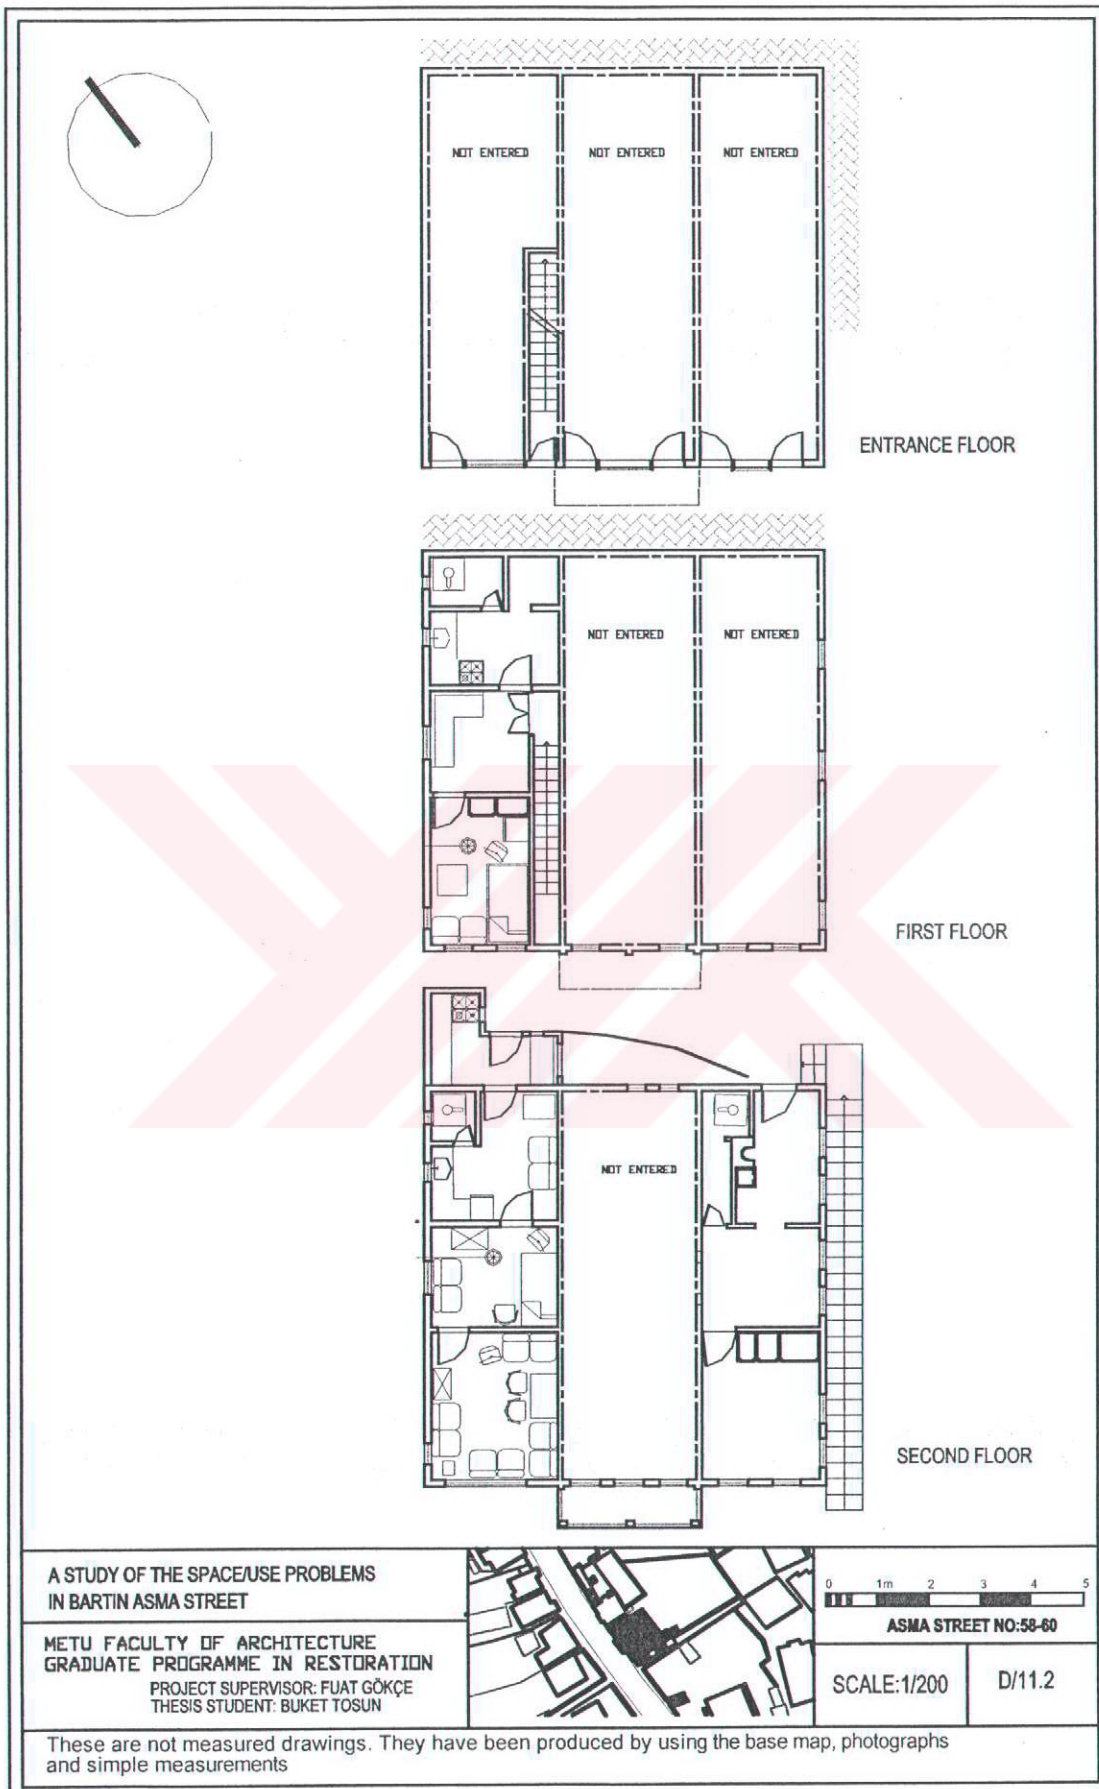 NOT ENTERED NOT ENTERED NOT ENTERED
ENTRANCE FLOOR
NOT ENTERED NOT ENTERED
FIRST FLOOR
NOT ENTERED
SECOND FLOOR
A STUDY OF THE SPACE/USE PROBLEMS
IN BARTIN ASMA STREET
METU FACULTY OF ARCHITECTURE
GRADUATE PROGRAMME IN RESTORATION
PROJECT SUPERVISOR: FUAT GÖKÇE
THESIS STUDENT: BUKET TOSUN
0 1m 2 3 4 5
ASMA STREET NO:58-60
SCALE:1/200
D/11.2
These are not measured drawings. They have been produced by using the base map, photographs
and simple measurements